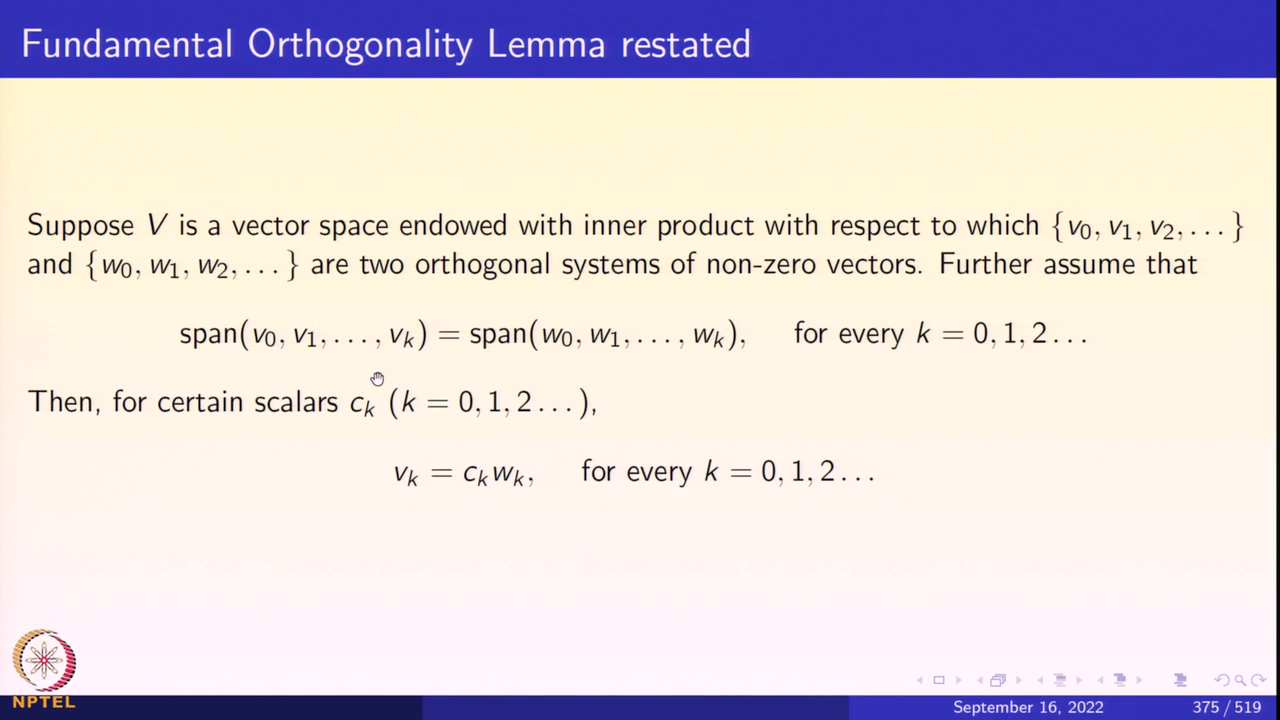 Fundamental Orthogonality Lemma restated
Suppose V is a vector space endowed with inner product with respect to which {v₀, v₁, v₂, . . . }
and {w₀, w₁, w₂, . . . } are two orthogonal systems of non-zero vectors. Further assume that
span(v₀, v₁, . . . , vₖ) = span(w₀, w₁, . . . , wₖ), for every k = 0, 1, 2 . . .
Then, for certain scalars cₖ (k = 0, 1, 2 . . . ),
vₖ = cₖwₖ, for every k = 0, 1, 2 . . .
NPTEL
September 16, 2022 375 / 519